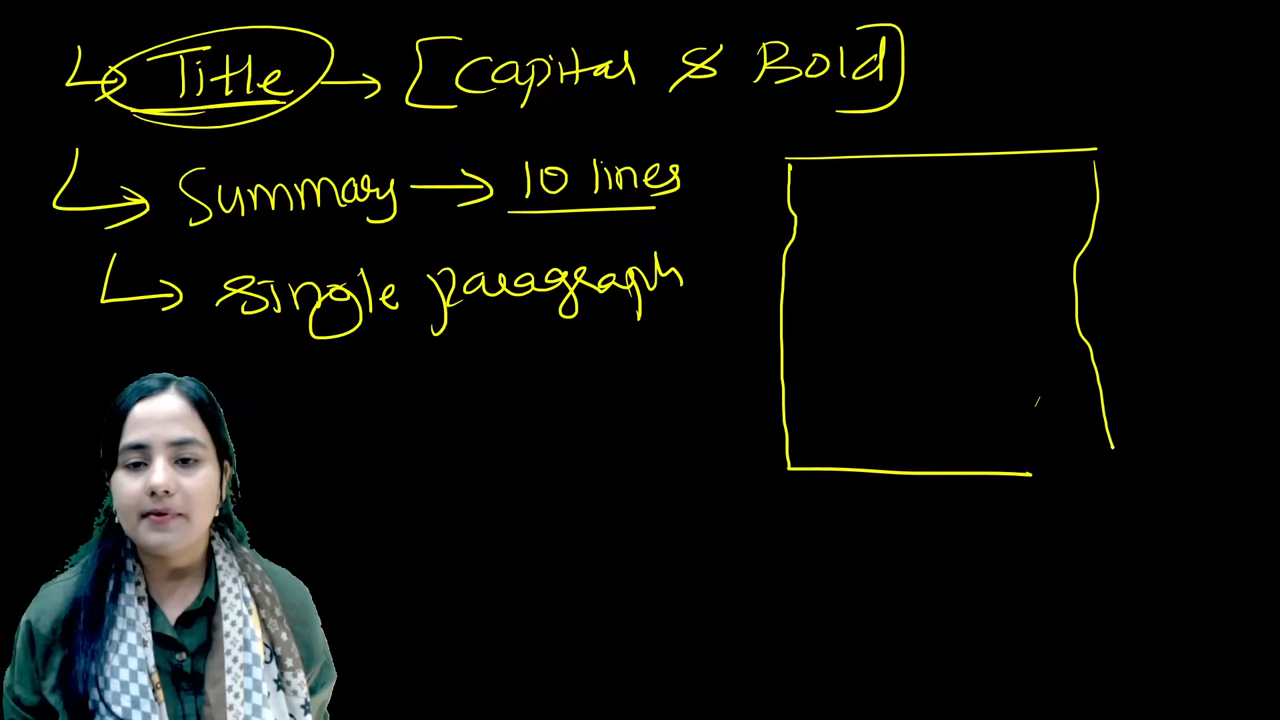 ↳ Title → [Capital & Bold]
↳ Summary → 10 lines
↳ single paragraph